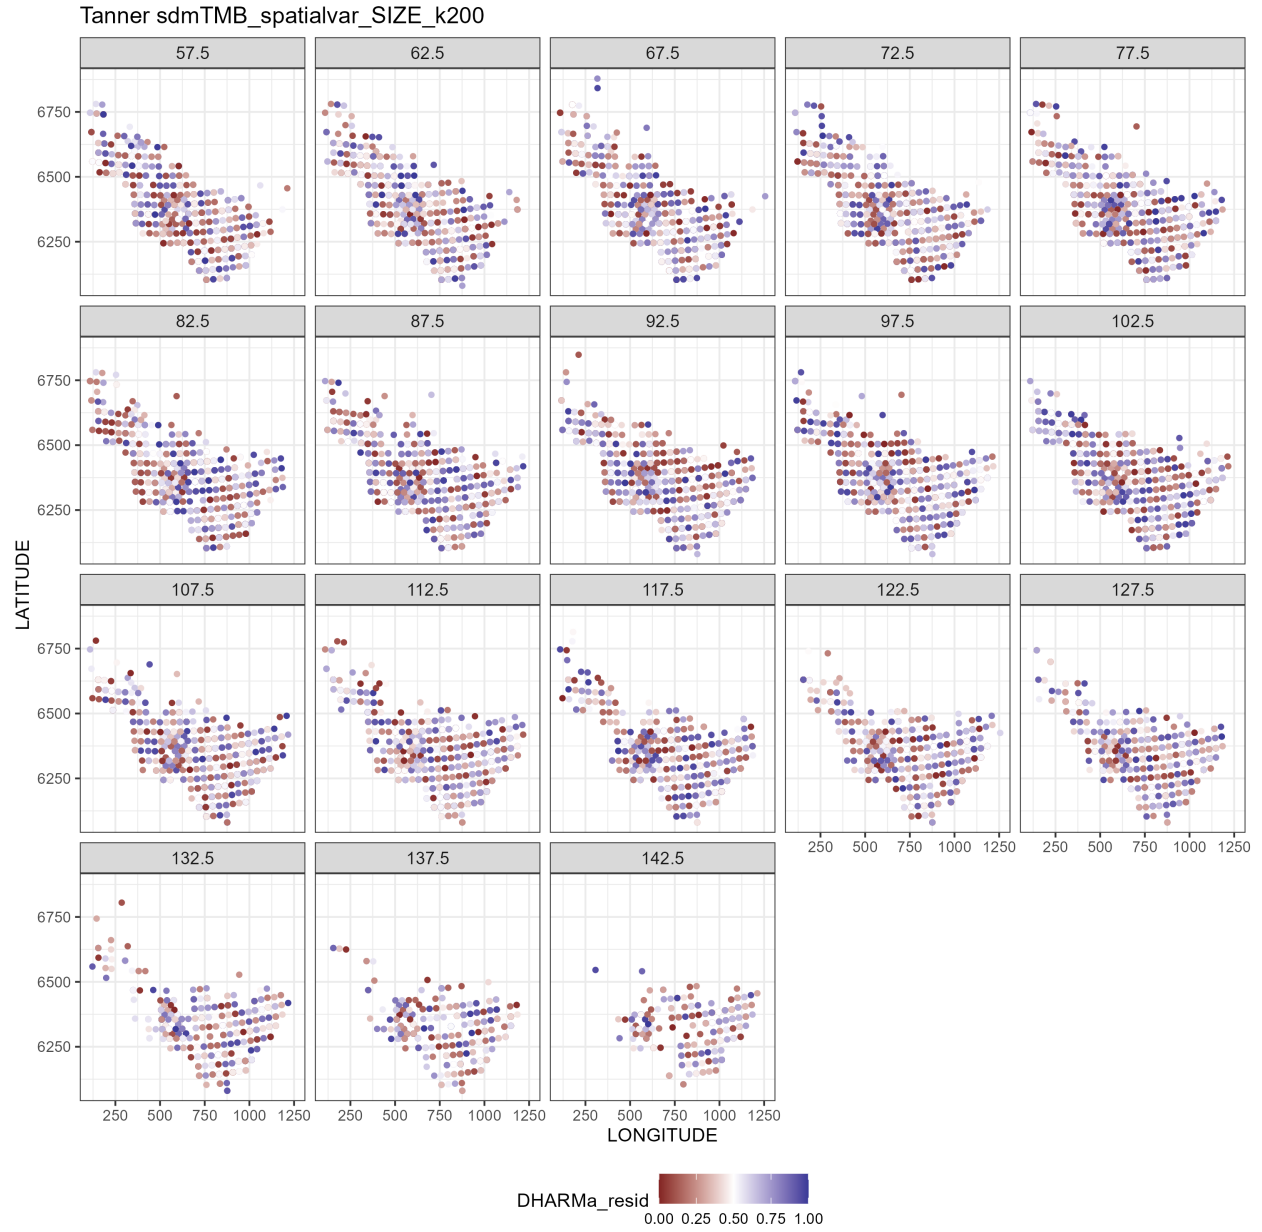 Tanner sdmTMB_spatialvar_SIZE_k200
57.5 62.5 67.5 72.5 77.5
6750
6500
6250
82.5 87.5 92.5 97.5 102.5
6750
6500
6250
LATITUDE
107.5 112.5 117.5 122.5 127.5
6750
6500
6250
250 500 750 1000 1250 250 500 750 1000 1250
132.5 137.5 142.5
6750
6500
6250
250 500 750 1000 1250 250 500 750 1000 1250 250 500 750 1000 1250
LONGITUDE
DHARMa_resid
0.00 0.25 0.50 0.75 1.00